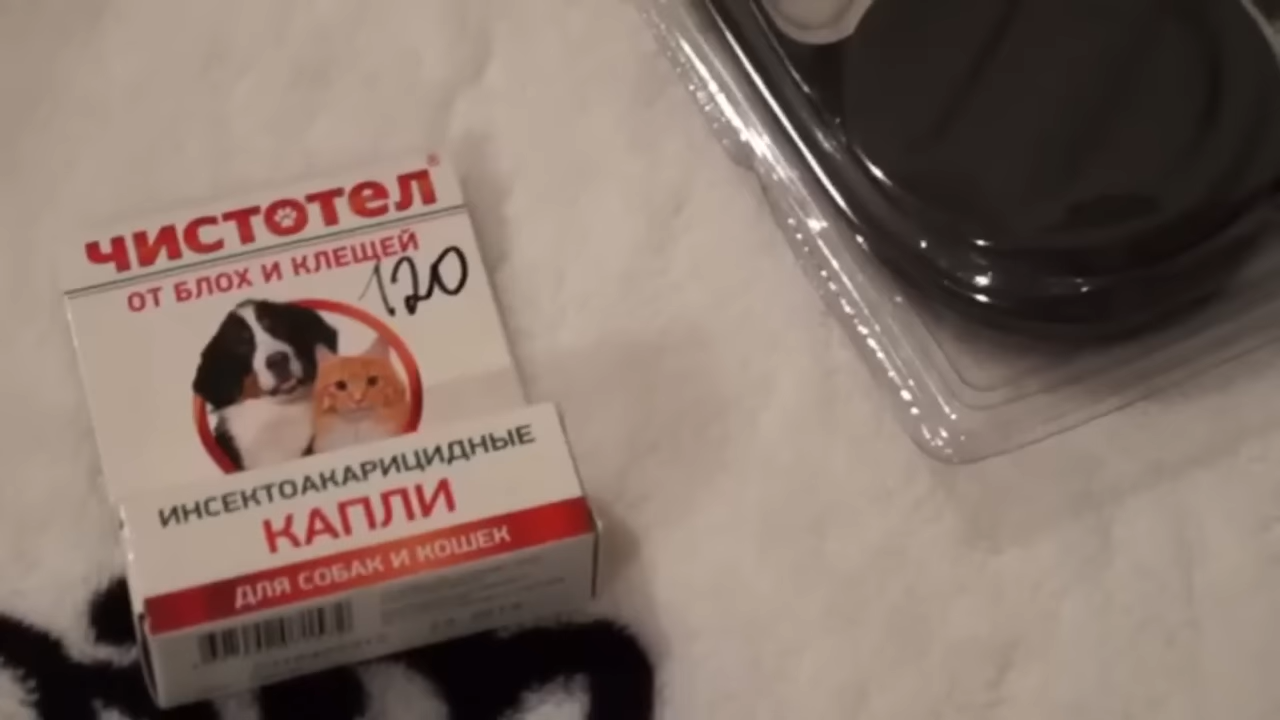 ЧИСТОТЕЛ®
ОТ БЛОХ И КЛЕЩЕЙ
120
ИНСЕКТОАКАРИЦИДНЫЕ
КАПЛИ
ДЛЯ СОБАК И КОШЕК